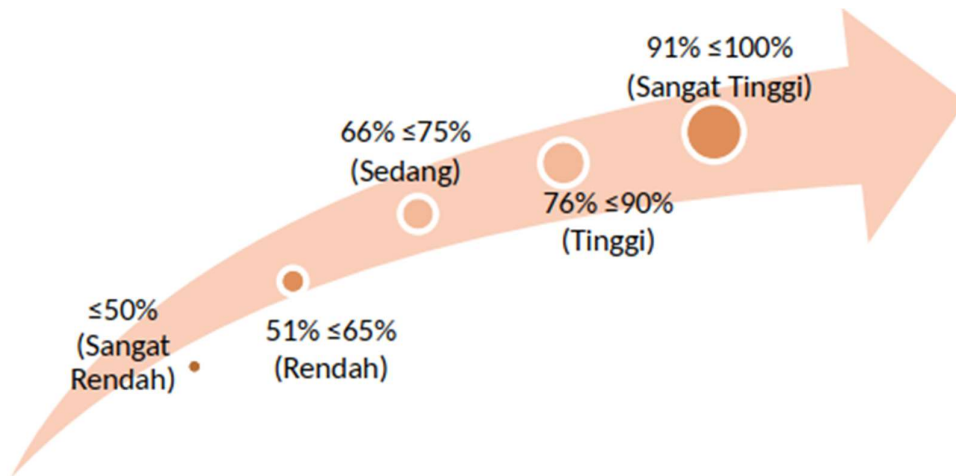 ≤50%
(Sangat
Rendah)
51% ≤65%
(Rendah)
66% ≤75%
(Sedang)
76% ≤90%
(Tinggi)
91% ≤100%
(Sangat Tinggi)